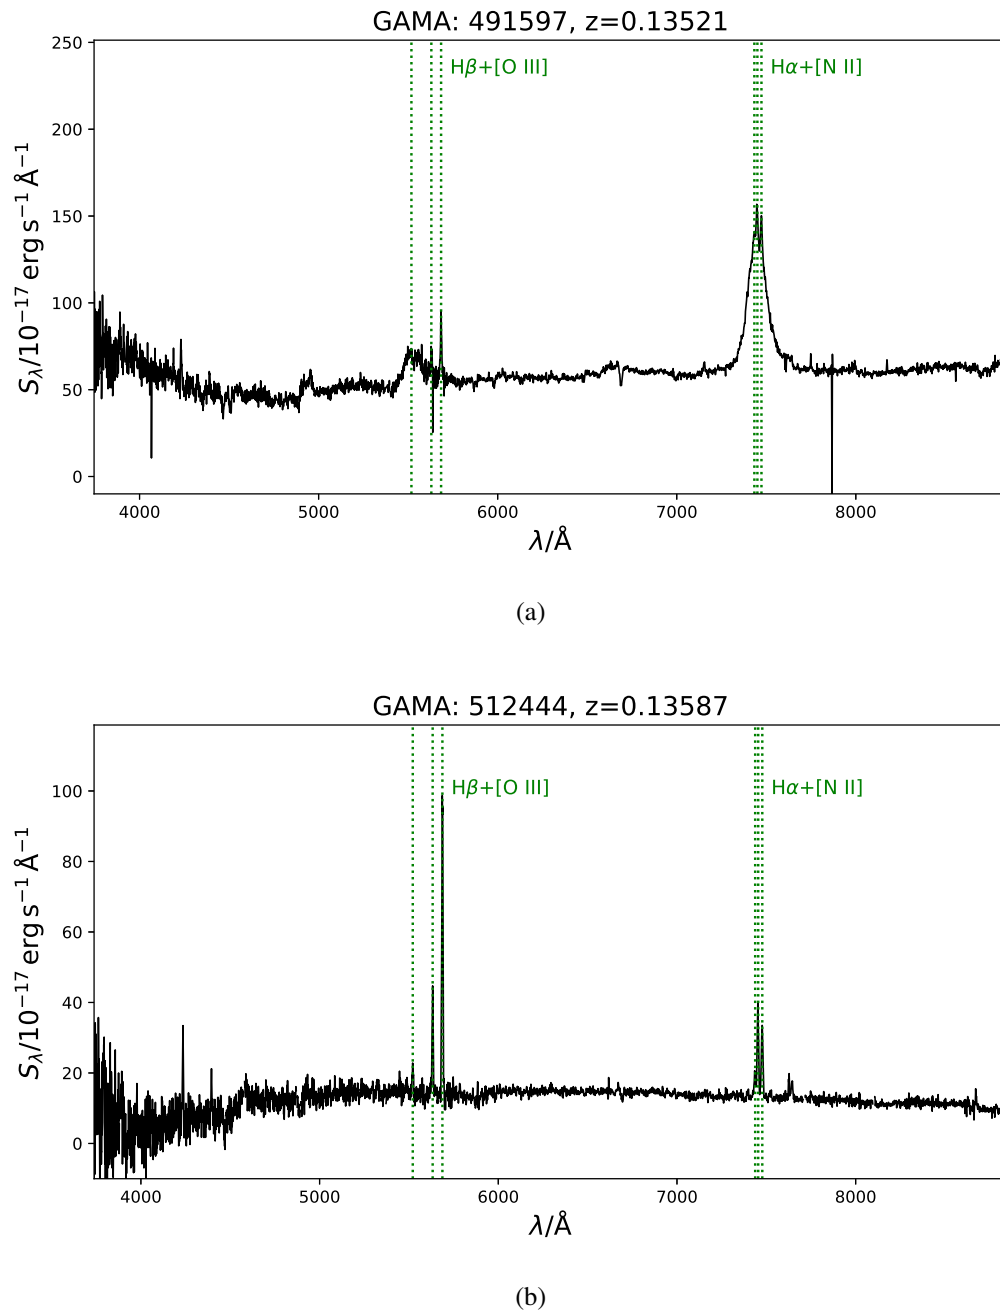 GAMA: 491597, z=0.13521
250
200
150
100
50
0
Hβ+[O III]
Hα+[N II]
Sλ/10⁻¹⁷ erg s⁻¹ Å⁻¹
4000 5000 6000 7000 8000
λ/Å
(a)
GAMA: 512444, z=0.13587
100
80
60
40
20
0
Hβ+[O III]
Hα+[N II]
Sλ/10⁻¹⁷ erg s⁻¹ Å⁻¹
4000 5000 6000 7000 8000
λ/Å
(b)